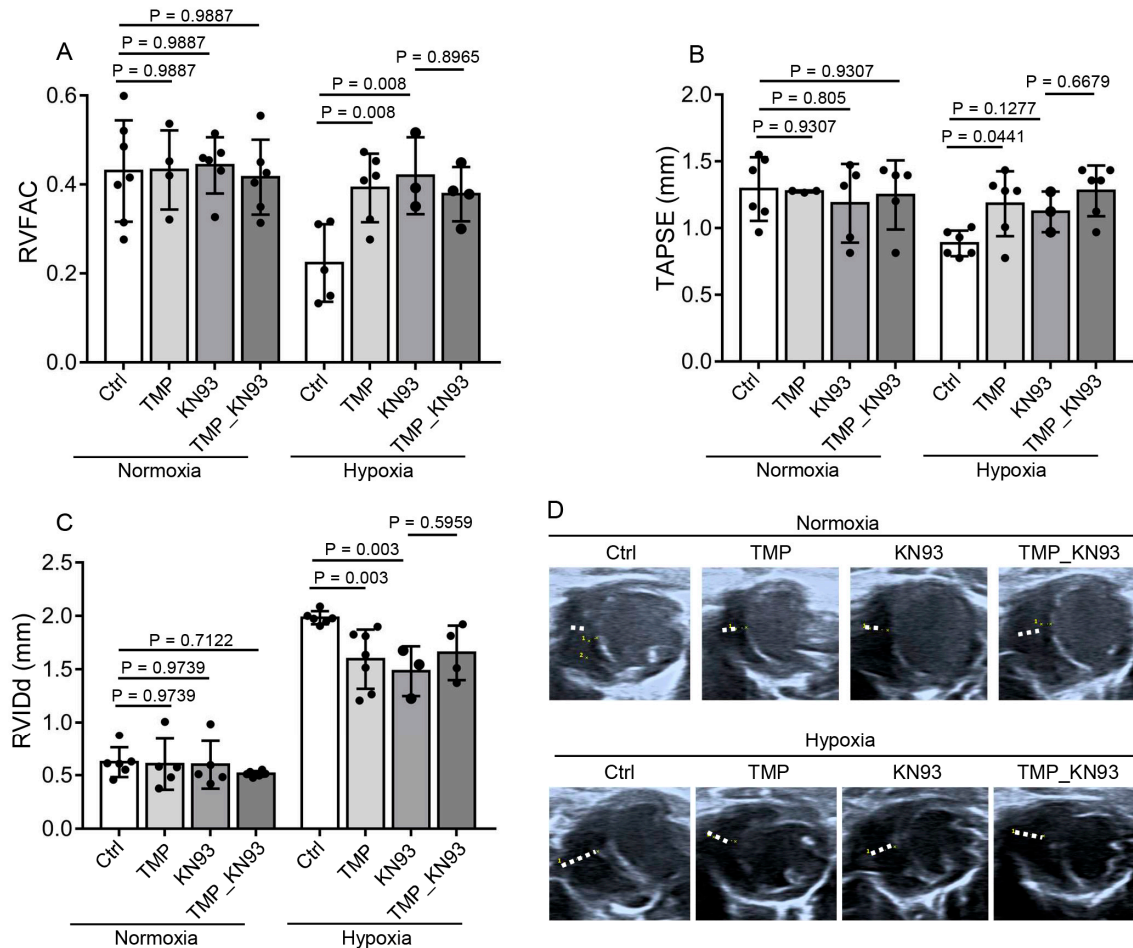 A
P = 0.9887
P = 0.9887
P = 0.9887
P = 0.8965
P = 0.008
P = 0.008
RVFAC
0.6
0.4
0.2
0.0
Ctrl
TMP
KN93
TMP_KN93
Ctrl
TMP
KN93
TMP_KN93
Normoxia
Hypoxia
B
P = 0.9307
P = 0.805
P = 0.9307
P = 0.6679
P = 0.1277
P = 0.0441
TAPSE (mm)
2.0
1.5
1.0
1.0
0.0
Ctrl
TMP
KN93
TMP_KN93
Ctrl
TMP
KN93
TMP_KN93
Normoxia
Hypoxia
C
P = 0.5959
P = 0.003
P = 0.003
P = 0.7122
P = 0.9739
P = 0.9739
RVIDd (mm)
2.5
2.0
1.5
1.0
0.5
0.0
Ctrl
TMP
KN93
TMP_KN93
Ctrl
TMP
KN93
TMP_KN93
Normoxia
Hypoxia
D
Normoxia
Ctrl TMP KN93 TMP_KN93
Hypoxia
Ctrl TMP KN93 TMP_KN93